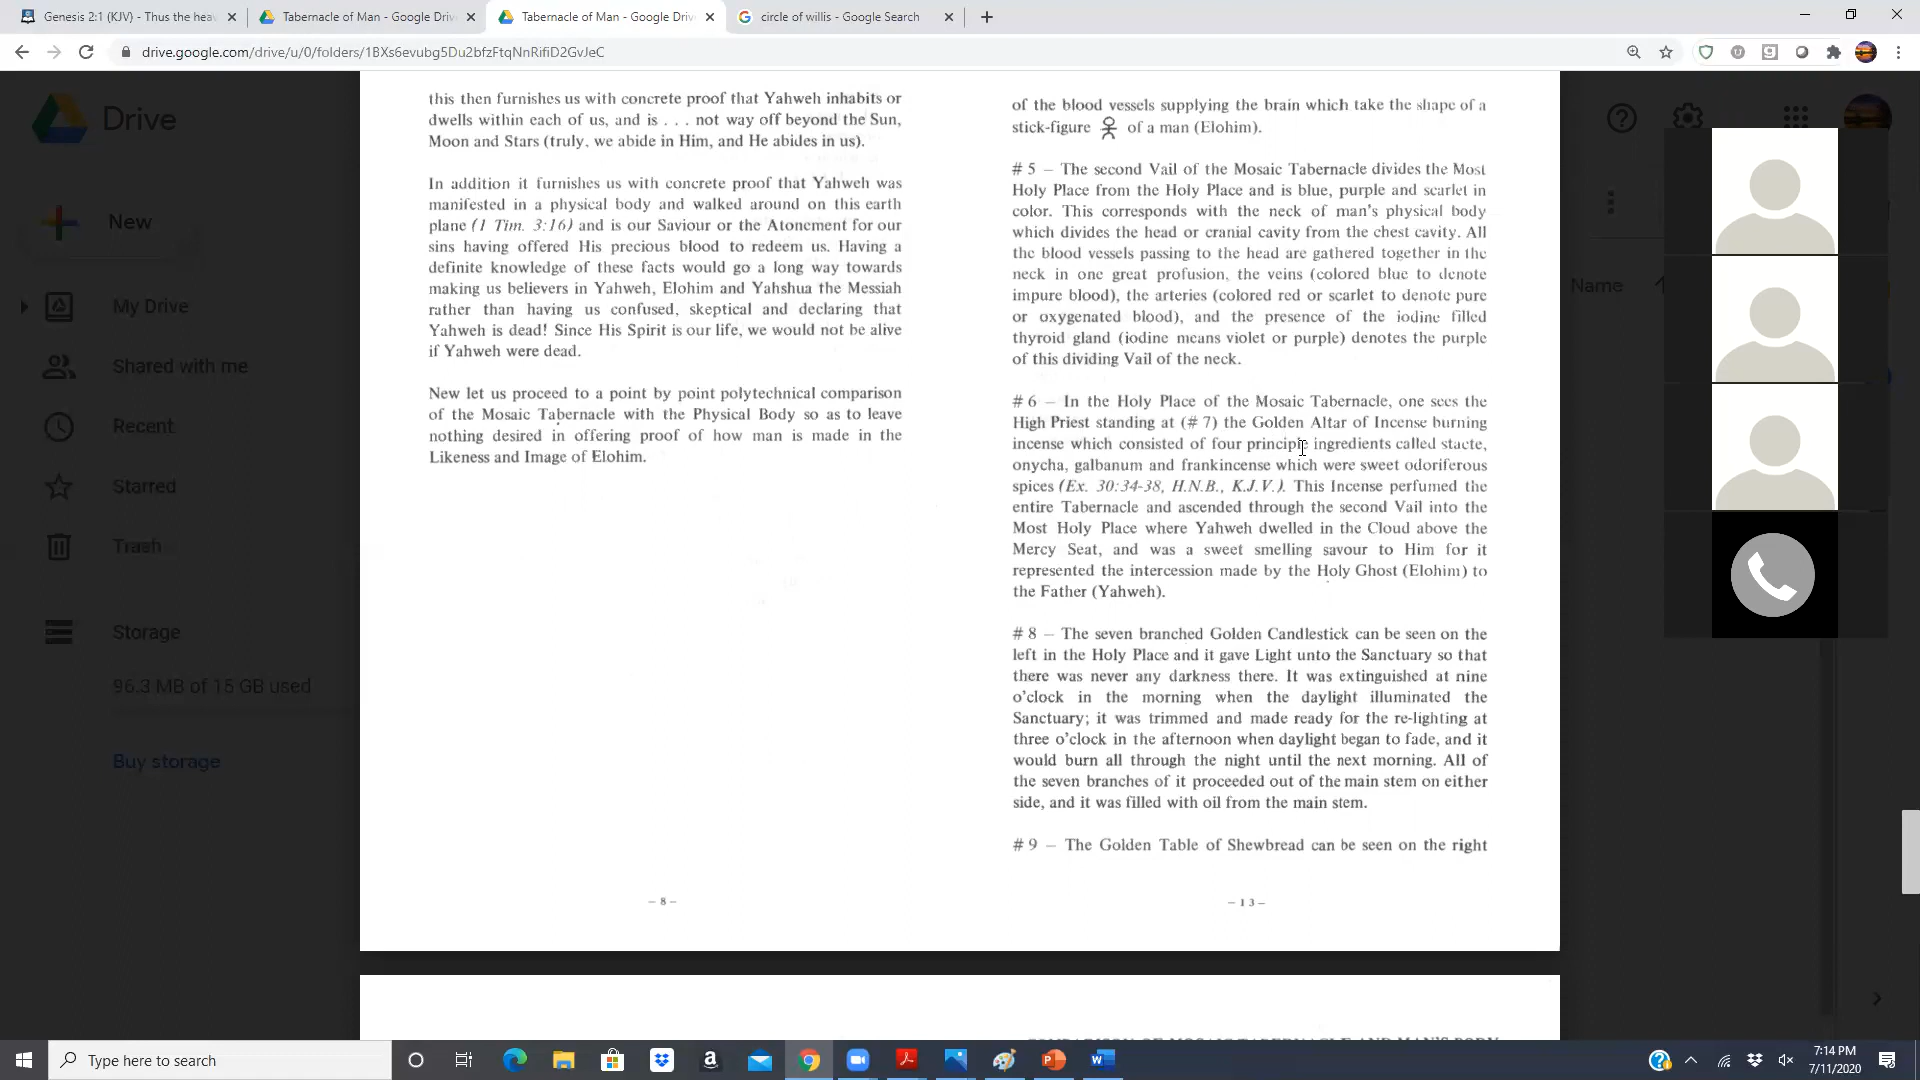 Genesis 2:1 (KJV) - Thus the hea
Tabernacle of Man - Google Driv
Tabernacle of Man - Google Driv
circle of willis - Google Search
drive.google.com/drive/u/0/folders/1BXs6evubg5Du2bfzFtqNnRifiD2GvJeC
Drive
New
My Drive
Shared with me
Recent
Starred
Trash
Storage
96.3 MB of 15 GB used
Buy storage
Name
this then furnishes us with concrete proof that Yahweh inhabits or
dwells within each of us, and is . . . not way off beyond the Sun,
Moon and Stars (truly, we abide in Him, and He abides in us).
In addition it furnishes us with concrete proof that Yahweh was
manifested in a physical body and walked around on this earth
plane (1 Tim. 3:16) and is our Saviour or the Atonement for our
sins having offered His precious blood to redeem us. Having a
definite knowledge of these facts would go a long way towards
making us believers in Yahweh, Elohim and Yahshua the Messiah
rather than having us confused, skeptical and declaring that
Yahweh is dead! Since His Spirit is our life, we would not be alive
if Yahweh were dead.
New let us proceed to a point by point polytechnical comparison
of the Mosaic Tabernacle with the Physical Body so as to leave
nothing desired in offering proof of how man is made in the
Likeness and Image of Elohim.
– 8 –
of the blood vessels supplying the brain which take the shape of a
stick-figure of a man (Elohim).
# 5 – The second Vail of the Mosaic Tabernacle divides the Most
Holy Place from the Holy Place and is blue, purple and scarlet in
color. This corresponds with the neck of man's physical body
which divides the head or cranial cavity from the chest cavity. All
the blood vessels passing to the head are gathered together in the
neck in one great profusion, the veins (colored blue to denote
impure blood), the arteries (colored red or scarlet to denote pure
or oxygenated blood), and the presence of the iodine filled
thyroid gland (iodine means violet or purple) denotes the purple
of this dividing Vail of the neck.
# 6 – In the Holy Place of the Mosaic Tabernacle, one sees the
High Priest standing at (# 7) the Golden Altar of Incense burning
incense which consisted of four principle ingredients called stacte,
onycha, galbanum and frankincense which were sweet odoriferous
spices (Ex. 30:34-38, H.N.B., K.J.V.). This Incense perfumed the
entire Tabernacle and ascended through the second Vail into the
Most Holy Place where Yahweh dwelled in the Cloud above the
Mercy Seat, and was a sweet smelling savour to Him for it
represented the intercession made by the Holy Ghost (Elohim) to
the Father (Yahweh).
# 8 – The seven branched Golden Candlestick can be seen on the
left in the Holy Place and it gave Light unto the Sanctuary so that
there was never any darkness there. It was extinguished at nine
o'clock in the morning when the daylight illuminated the
Sanctuary; it was trimmed and made ready for the re-lighting at
three o'clock in the afternoon when daylight began to fade, and it
would burn all through the night until the next morning. All of
the seven branches of it proceeded out of the main stem on either
side, and it was filled with oil from the main stem.
# 9 – The Golden Table of Shewbread can be seen on the right
– 1 3 –
COMPARISON OF MOSAIC TABERNACLE AND MAN'S BODY
Type here to search
7:14 PM
7/11/2020